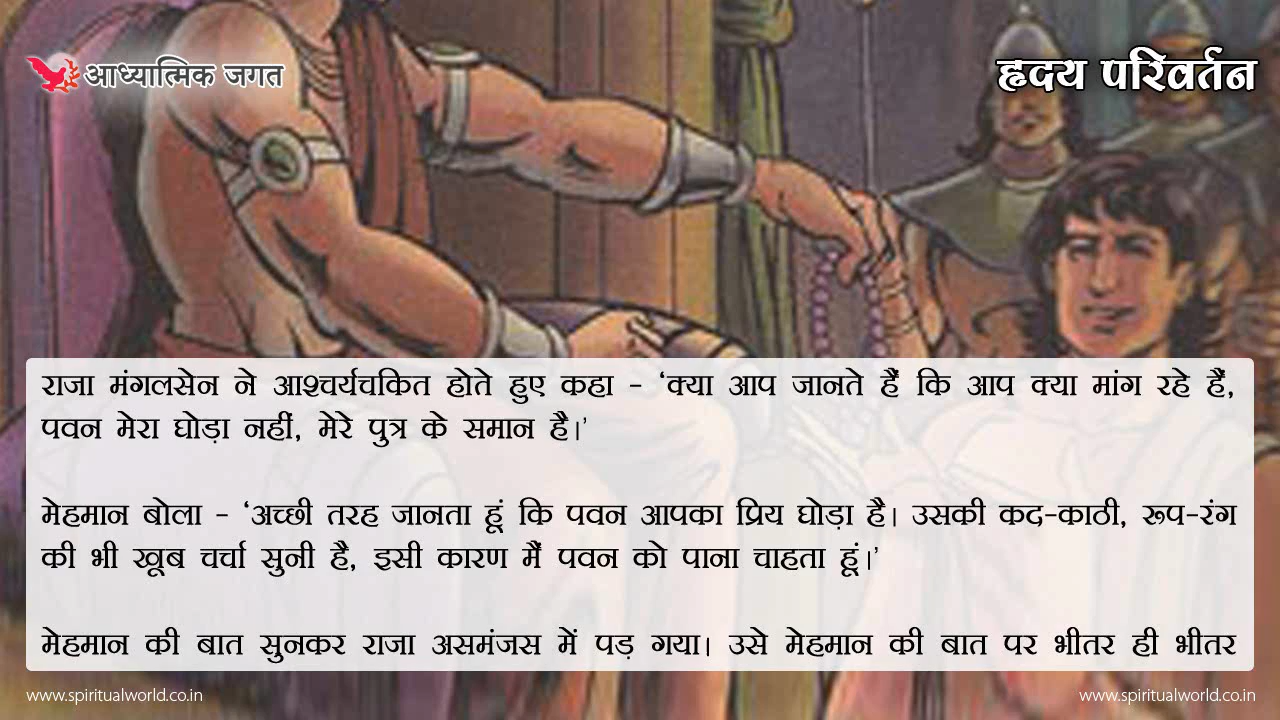 आध्यात्मिक जगत
हृदय परिवर्तन
राजा मंगलसेन ने आश्चर्यचकित होते हुए कहा - ‘क्या आप जानते हैं कि आप क्या मांग रहे हैं,
पवन मेरा घोड़ा नहीं, मेरे पुत्र के समान है।’
मेहमान बोला - ‘अच्छी तरह जानता हूं कि पवन आपका प्रिय घोड़ा है। उसकी कद-काठी, रूप-रंग
की भी खूब चर्चा सुनी है, इसी कारण मैं पवन को पाना चाहता हूं।’
मेहमान की बात सुनकर राजा असमंजस में पड़ गया। उसे मेहमान की बात पर भीतर ही भीतर
www.spiritualworld.co.in
www.spiritualworld.co.in